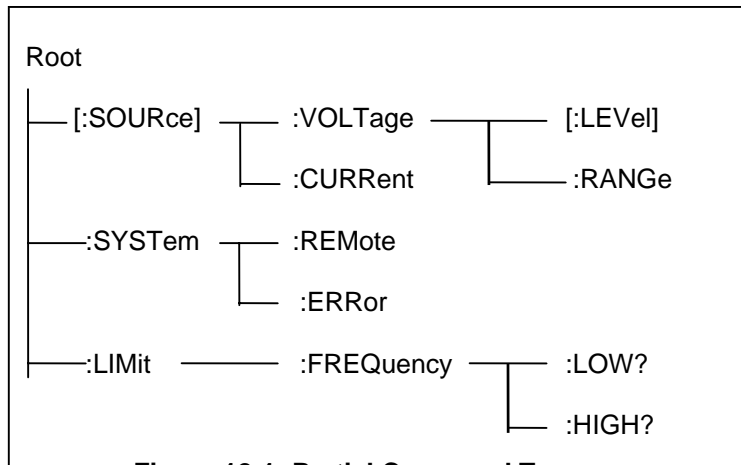 Root
[:SOURce] :VOLTage [:LEVel]
:CURRent :RANGe
:SYSTem :REMote
:ERRor
:LIMit :FREQuency :LOW?
:HIGH?